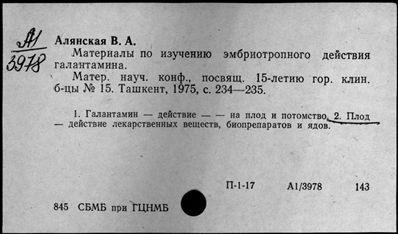 А1
3978
Алянская В. А.
Материалы по изучению эмбриотропного действия
галантамина.
Матер. науч. конф., посвящ. 15-летию гор. клин.
б-цы № 15. Ташкент, 1975, с. 234—235.
1. Галантамин — действие — — на плод и потомство. 2. Плод
— действие лекарственных веществ, биопрепаратов и ядов.
П-1-17 А1/3978 143
845 СБМБ при ГЦНМБ